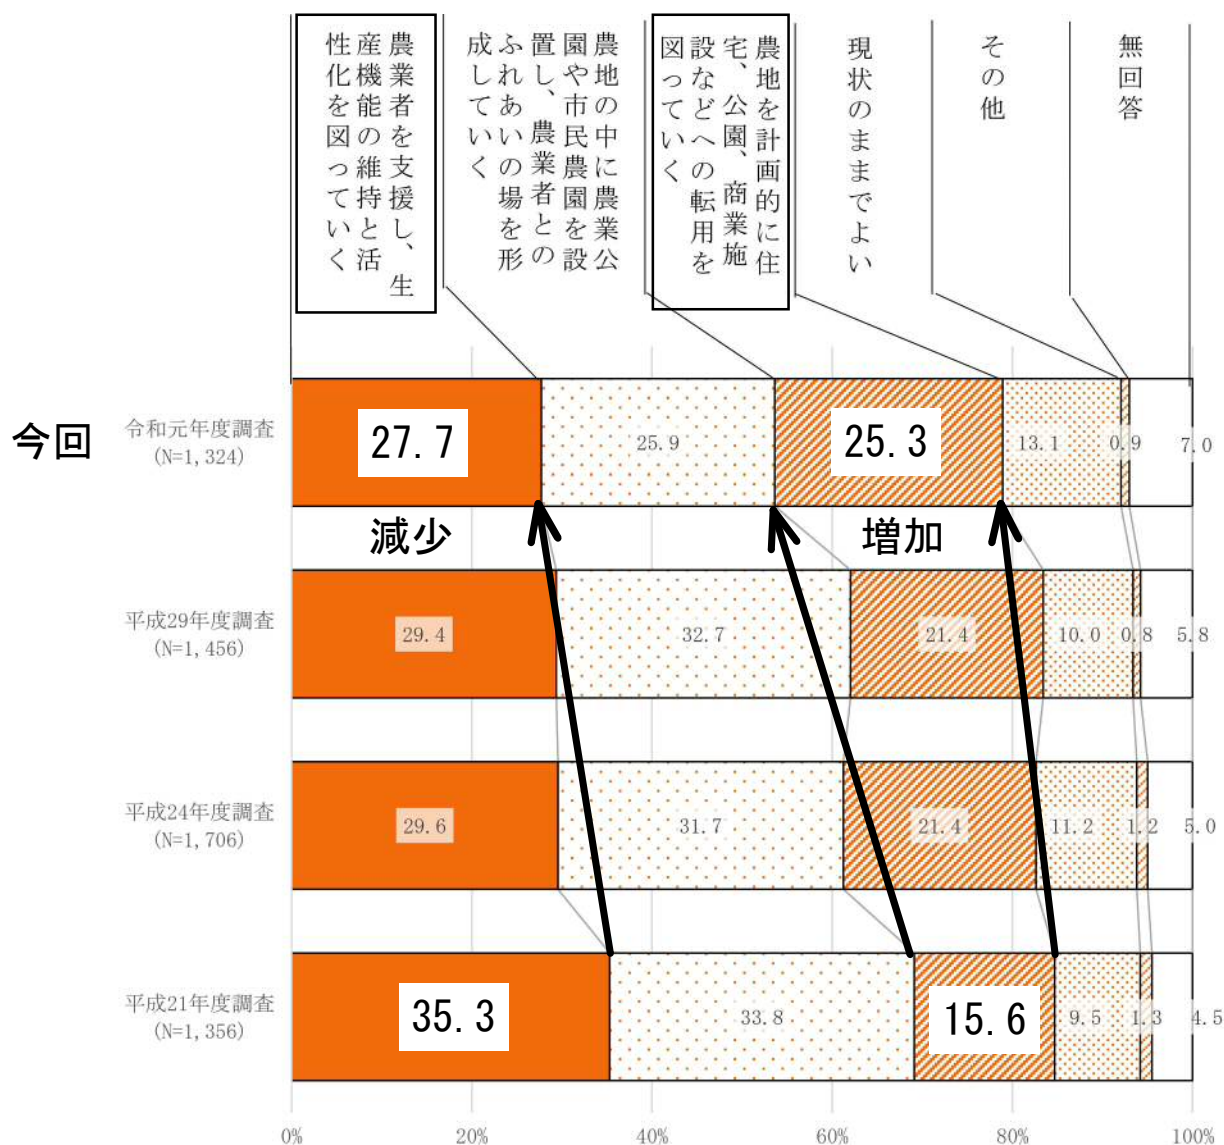 農業者を支援し、生
産機能の維持と活
性化を図っていく
農地の中に農業公
園や市民農園を設
置し、農業者との
ふれあいの場を形
成していく
農地を計画的に住
宅、公園、商業施
設などへの転用を
図っていく
現状のままでよい
その他
無回答
今回
令和元年度調査
(N=1,324)
27.7
25.9
25.3
13.1
0.9
7.0
減少
増加
平成29年度調査
(N=1,456)
29.4
32.7
21.4
10.0
0.8
5.8
平成24年度調査
(N=1,706)
29.6
31.7
21.4
11.2
1.2
5.0
平成21年度調査
(N=1,356)
35.3
33.8
15.6
9.5
1.3
4.5
0%
20%
40%
60%
80%
100%